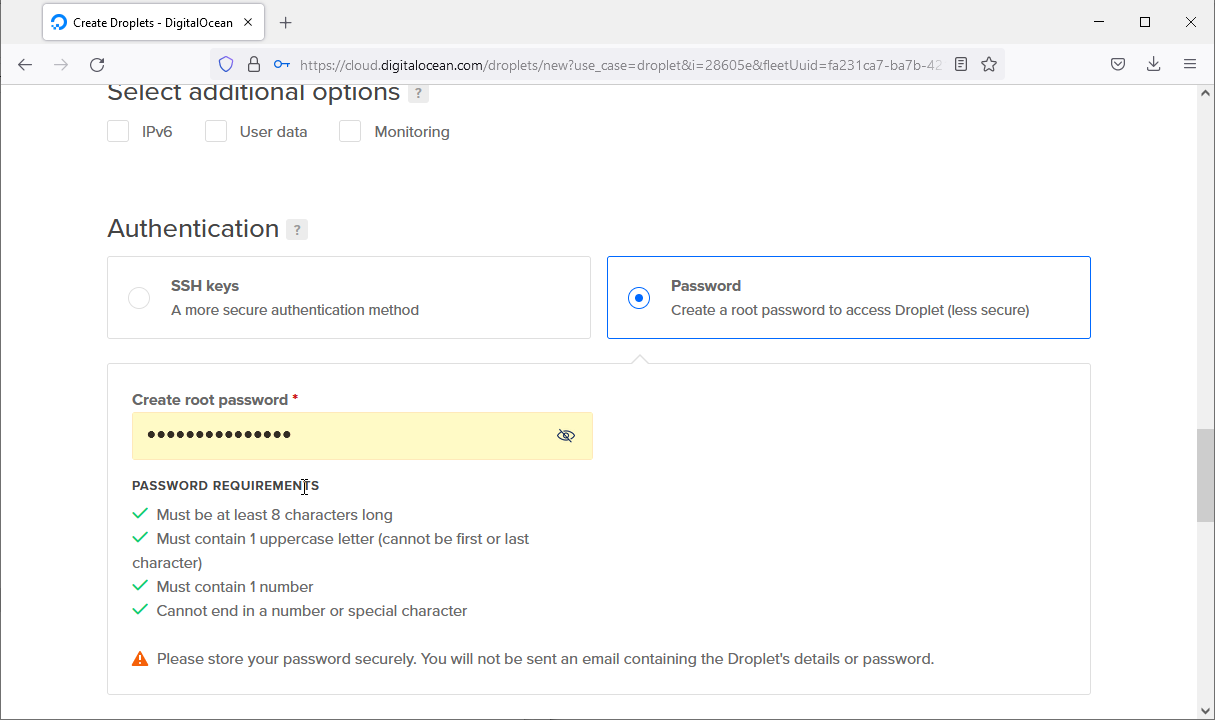 Create Droplets - DigitalOcean
https://cloud.digitalocean.com/droplets/new?use_case=droplet&i=28605e&fleetUuid=fa231ca7-ba7b-42
Select additional options ?
IPv6 User data Monitoring
Authentication ?
SSH keys
A more secure authentication method
Password
Create a root password to access Droplet (less secure)
Create root password *
●●●●●●●●●●●●●●●
PASSWORD REQUIREMENTS
Must be at least 8 characters long
Must contain 1 uppercase letter (cannot be first or last
character)
Must contain 1 number
Cannot end in a number or special character
Please store your password securely. You will not be sent an email containing the Droplet's details or password.